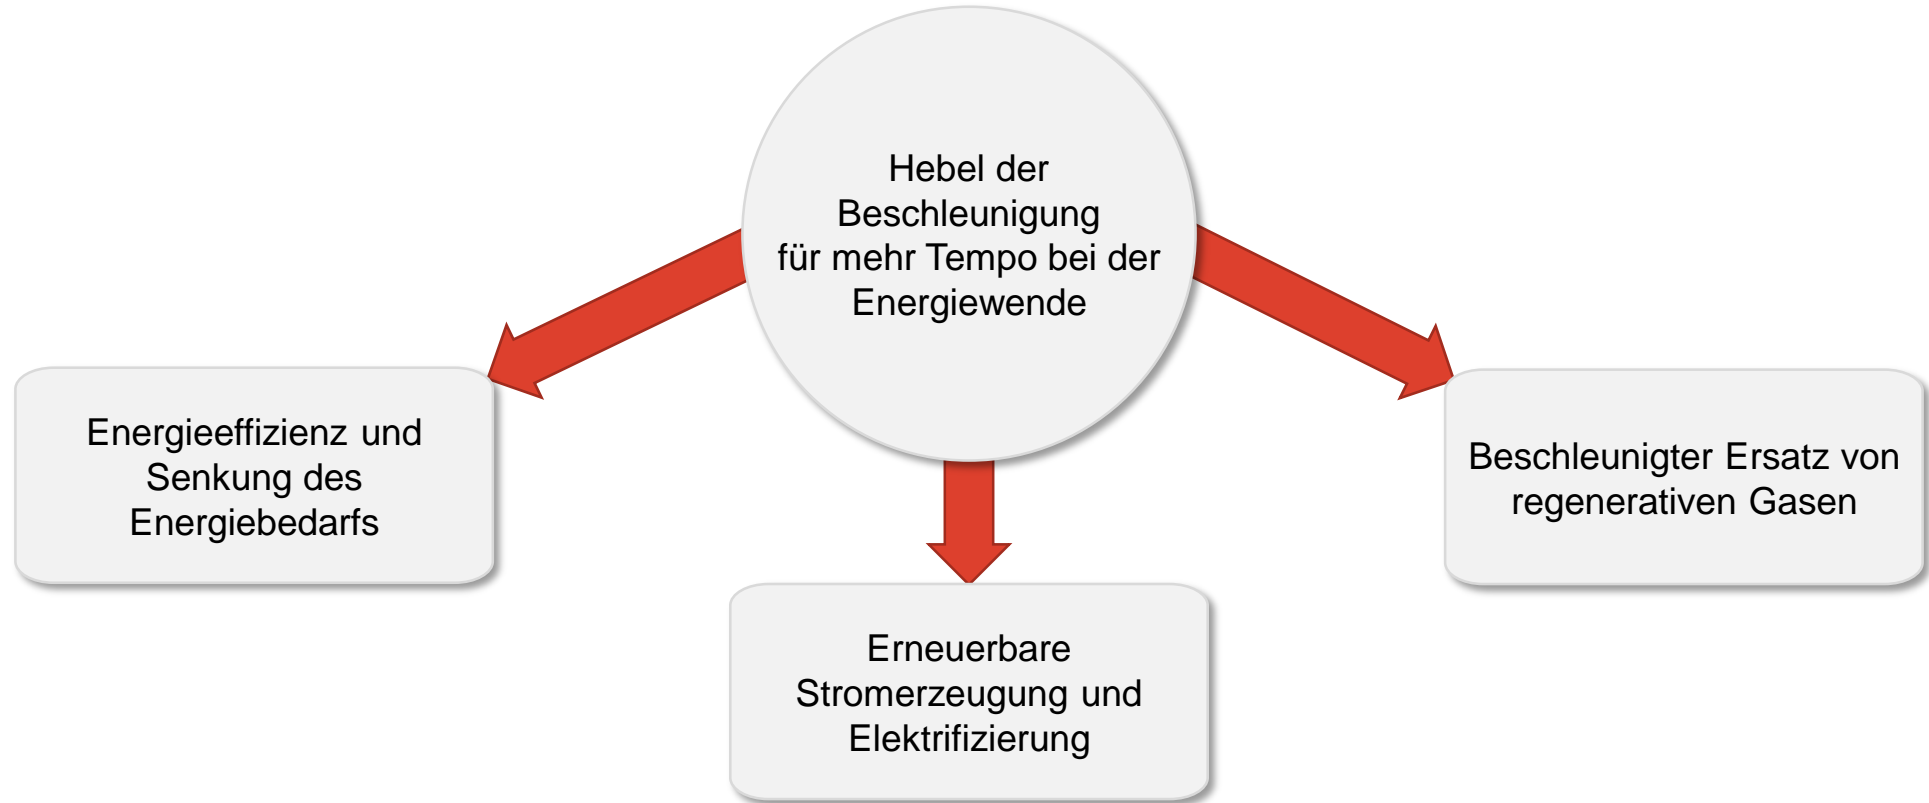 Hebel der
Beschleunigung
für mehr Tempo bei der
Energiewende
Energieeffizienz und
Senkung des
Energiebedarfs
Erneuerbare
Stromerzeugung und
Elektrifizierung
Beschleunigter Ersatz von
regenerativen Gasen